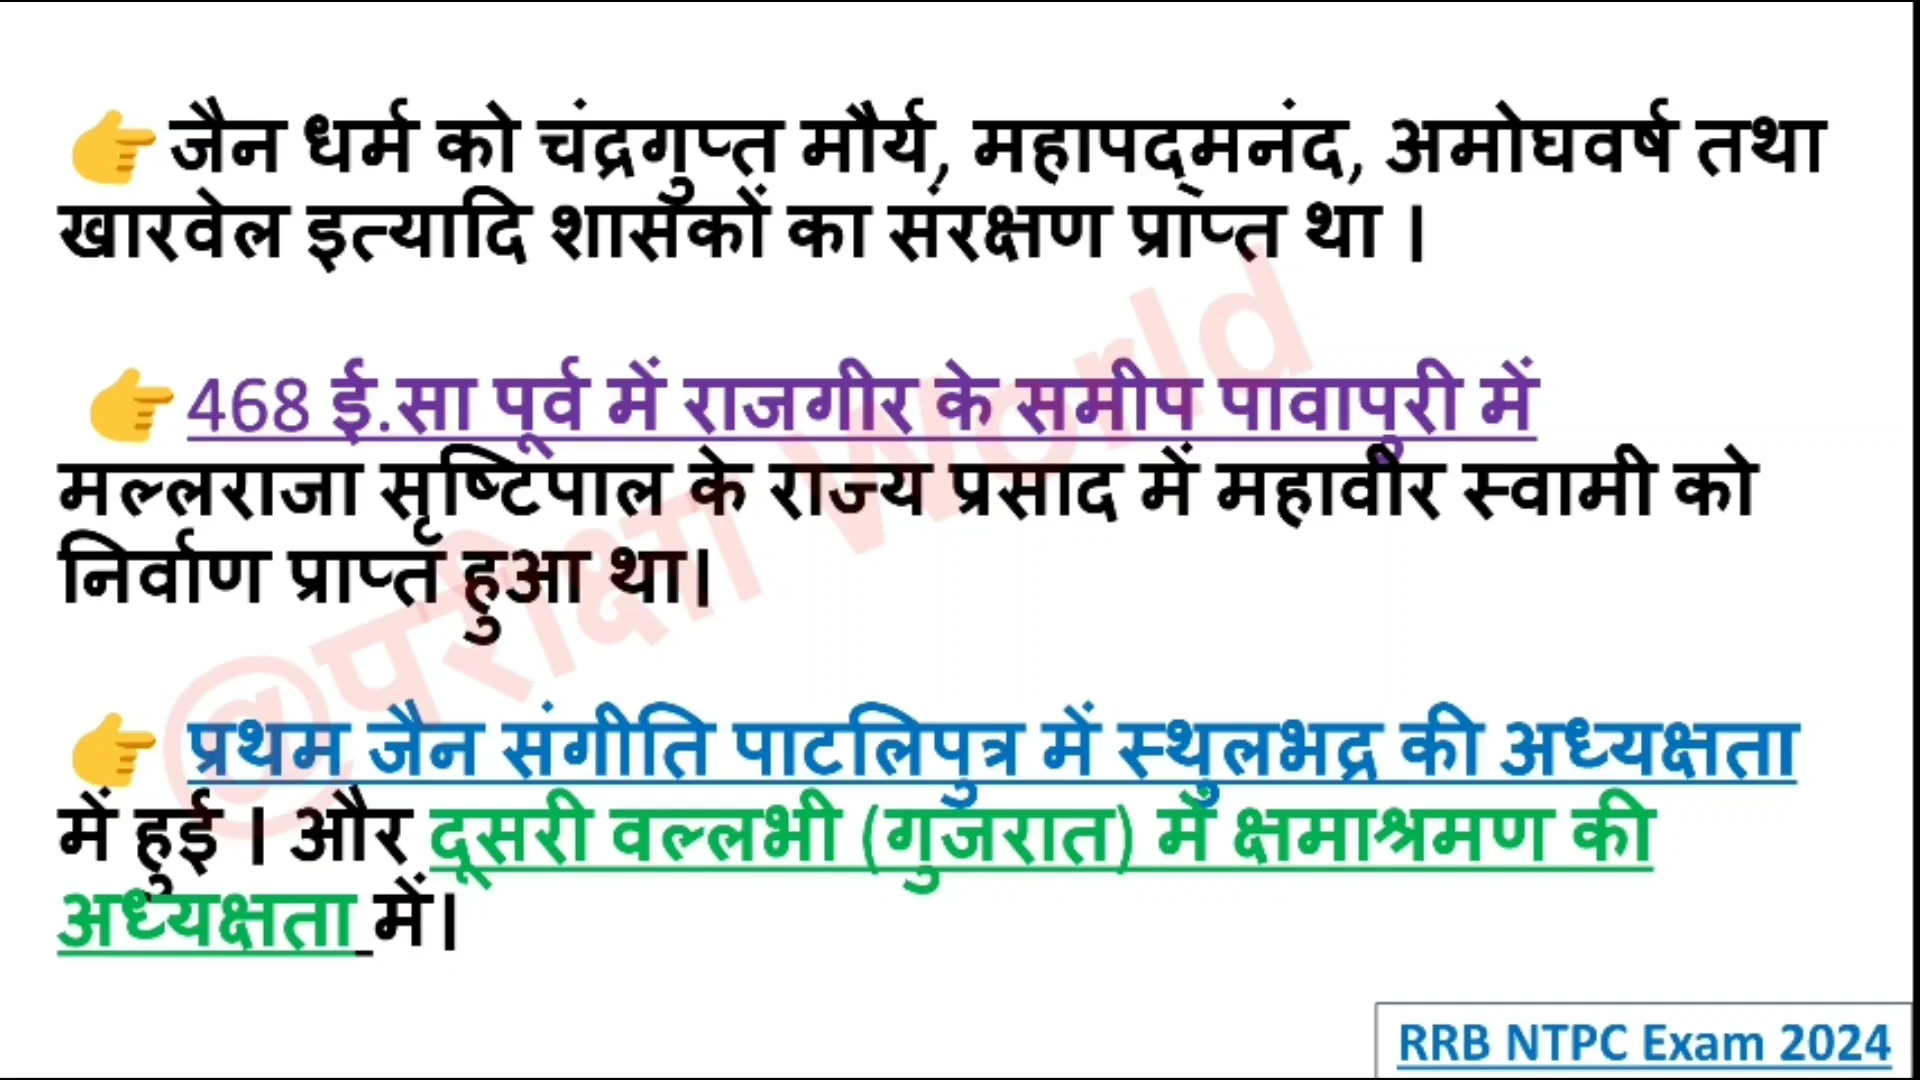 👉जैन धर्म को चंद्रगुप्त मौर्य, महापद्मनंद, अमोघवर्ष तथा
खारवेल इत्यादि शासकों का संरक्षण प्राप्त था ।
👉468 ई.सा पूर्व में राजगीर के समीप पावापुरी में
मल्लराजा सृष्टिपाल के राज्य प्रसाद में महावीर स्वामी को
निर्वाण प्राप्त हुआ था।
👉 प्रथम जैन संगीति पाटलिपुत्र में स्थुलभद्र की अध्यक्षता
में हुई । और दूसरी वल्लभी (गुजरात) में क्षमाश्रमण की
अध्यक्षता में।
@परीक्षा World
RRB NTPC Exam 2024